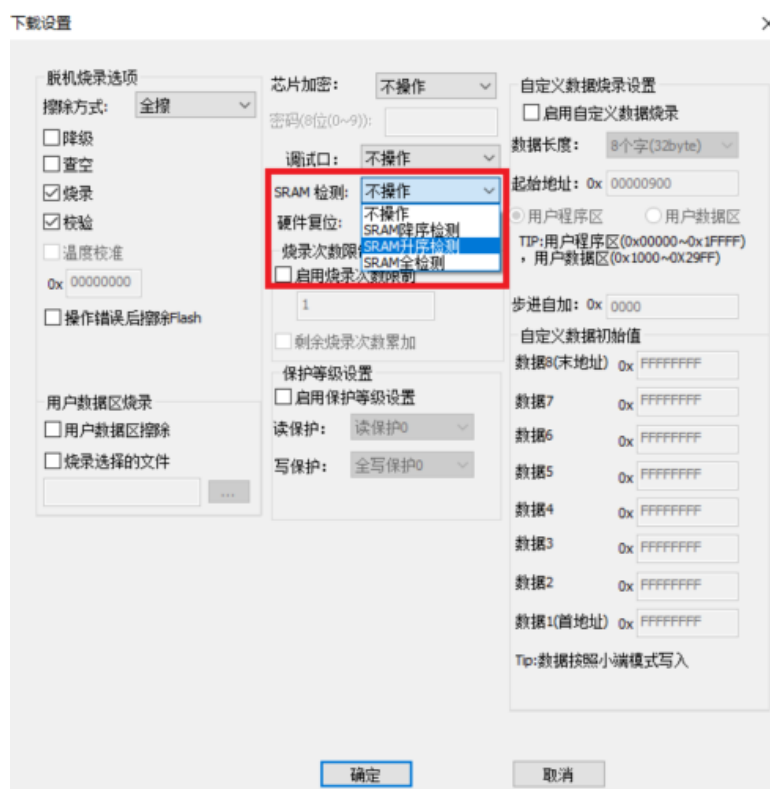 下载设置
脱机烧录选项
擦除方式: 全擦
降级
查空
烧录
校验
温度校准
0x 00000000
操作错误后擦除Flash
用户数据区烧录
用户数据区擦除
烧录选择的文件
...
芯片加密: 不操作
密码(8位(0~9)):
调试口: 不操作
SRAM 检测: 不操作
硬件复位:
不操作
SRAM降序检测
SRAM升序检测
SRAM全检测
烧录次数限
启用烧录次数限制
1
剩余烧录次数累加
保护等级设置
启用保护等级设置
读保护: 读保护0
写保护: 全写保护0
自定义数据烧录设置
启用自定义数据烧录
数据长度: 8个字(32byte)
起始地址: 0x 00000900
用户程序区 用户数据区
TIP:用户程序区(0x00000~0x1FFFF)
,用户数据区(0x1000~0X29FF)
步进自加: 0x 0000
自定义数据初始值
数据8(末地址) 0x FFFFFFFF
数据7 0x FFFFFFFF
数据6 0x FFFFFFFF
数据5 0x FFFFFFFF
数据4 0x FFFFFFFF
数据3 0x FFFFFFFF
数据2 0x FFFFFFFF
数据1(首地址) 0x FFFFFFFF
Tip:数据按照小端模式写入
确定 取消